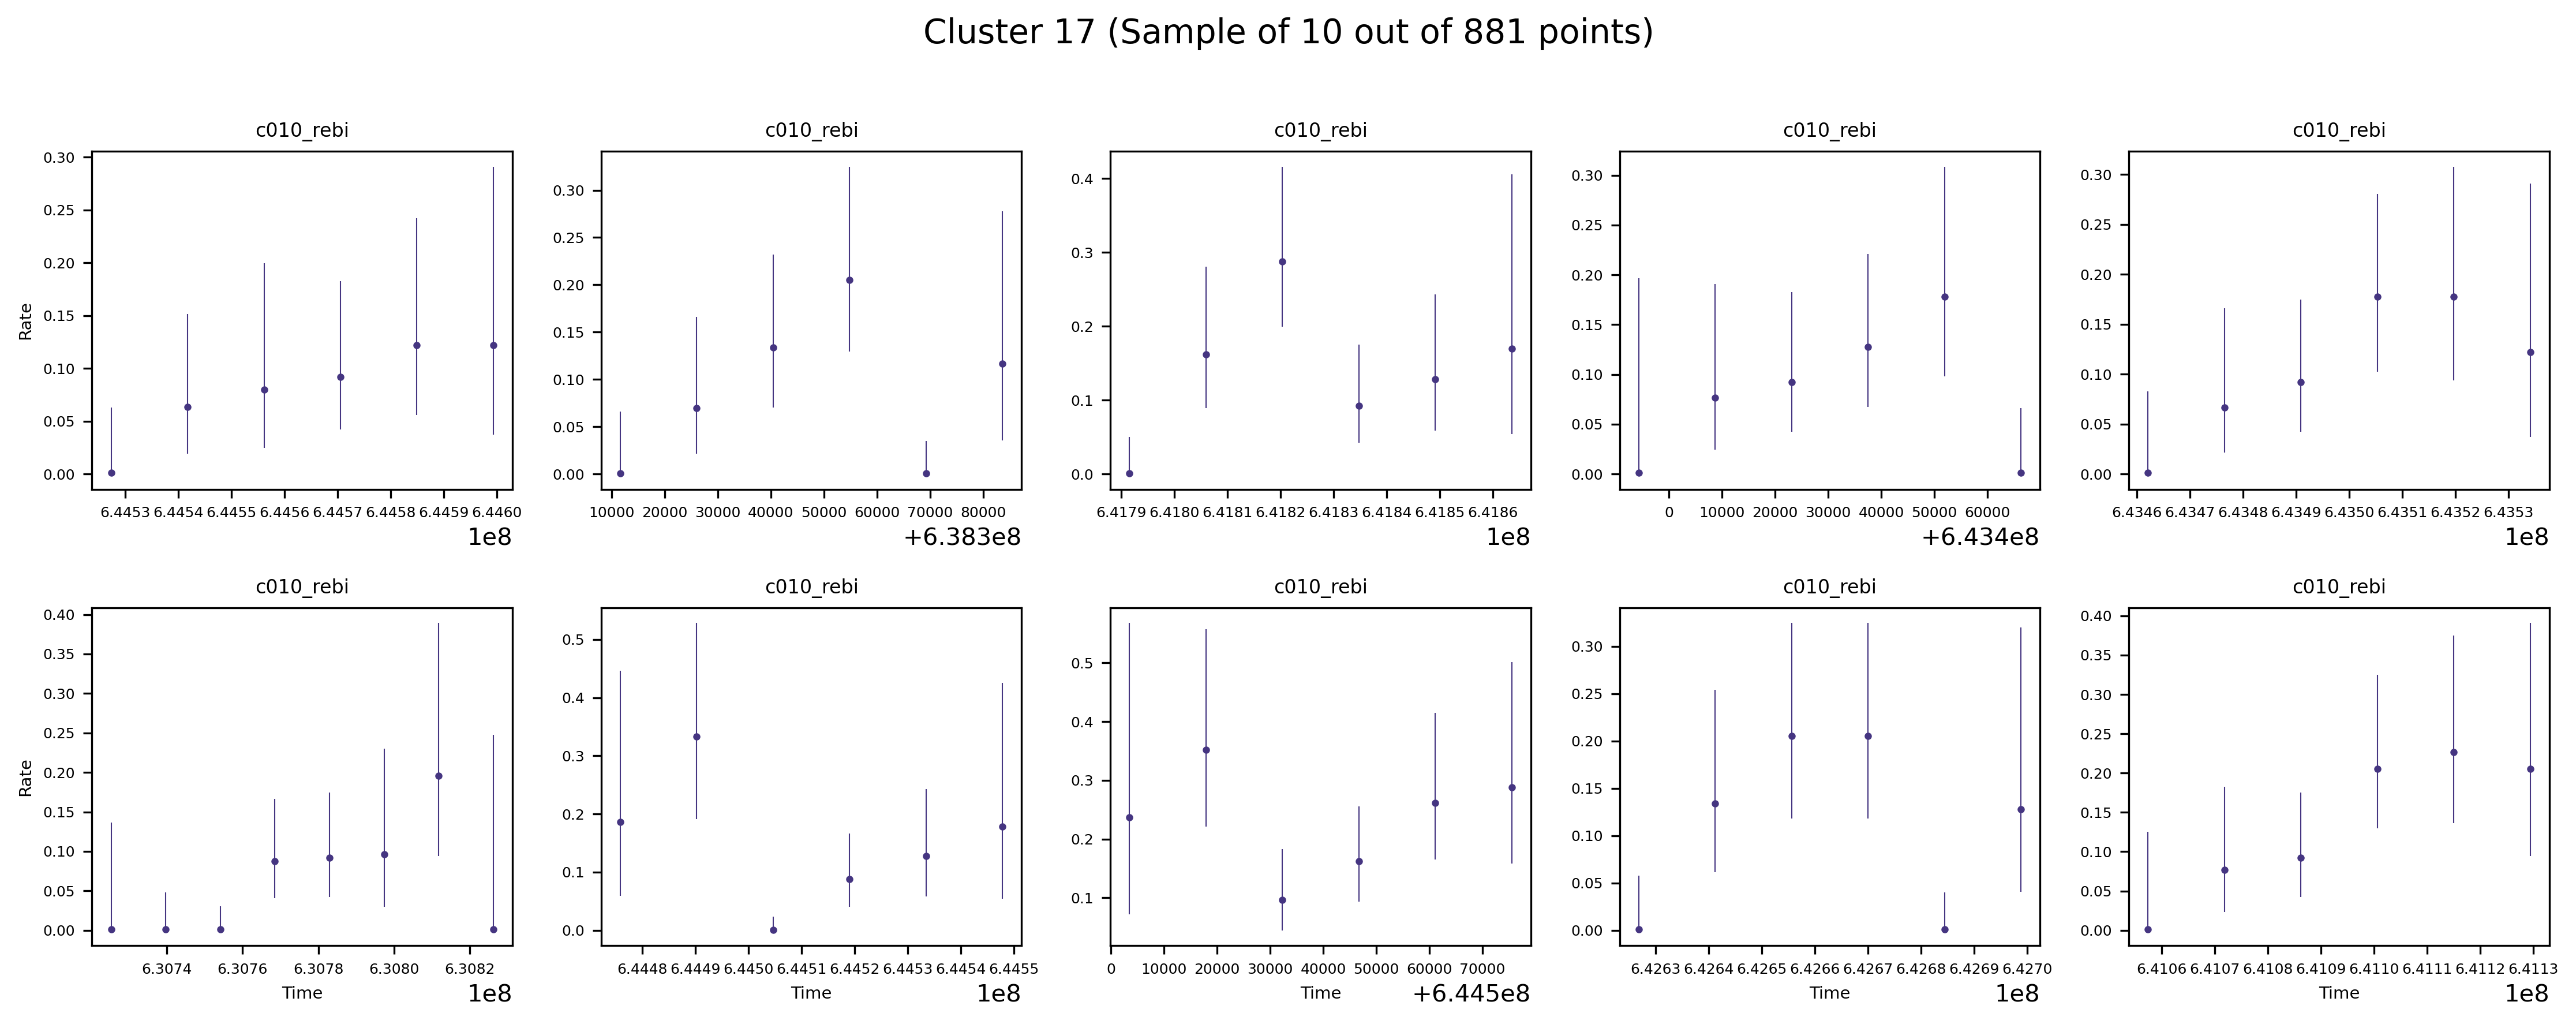 Cluster 17 (Sample of 10 out of 881 points)
c010_rebi c010_rebi c010_rebi c010_rebi c010_rebi
Rate
0.30 0.25 0.20 0.15 0.10 0.05 0.00
6.4453 6.4454 6.4455 6.4456 6.4457 6.4458 6.4459 6.4460
1e8
0.30 0.25 0.20 0.15 0.10 0.05 0.00
10000 20000 30000 40000 50000 60000 70000 80000
+6.383e8
0.4 0.3 0.2 0.1 0.0
6.4179 6.4180 6.4181 6.4182 6.4183 6.4184 6.4185 6.4186
1e8
0.30 0.25 0.20 0.15 0.10 0.05 0.00
0 10000 20000 30000 40000 50000 60000
+6.434e8
0.30 0.25 0.20 0.15 0.10 0.05 0.00
6.4346 6.4347 6.4348 6.4349 6.4350 6.4351 6.4352 6.4353
1e8
c010_rebi c010_rebi c010_rebi c010_rebi c010_rebi
Rate
0.40 0.35 0.30 0.25 0.20 0.15 0.10 0.05 0.00
6.3074 6.3076 6.3078 6.3080 6.3082
Time 1e8
0.5 0.4 0.3 0.2 0.1 0.0
6.4448 6.4449 6.4450 6.4451 6.4452 6.4453 6.4454 6.4455
Time 1e8
0.5 0.4 0.3 0.2 0.1
0 10000 20000 30000 40000 50000 60000 70000
Time +6.445e8
0.30 0.25 0.20 0.15 0.10 0.05 0.00
6.4263 6.4264 6.4265 6.4266 6.4267 6.4268 6.4269 6.4270
Time 1e8
0.40 0.35 0.30 0.25 0.20 0.15 0.10 0.05 0.00
6.4106 6.4107 6.4108 6.4109 6.4110 6.4111 6.4112 6.4113
Time 1e8